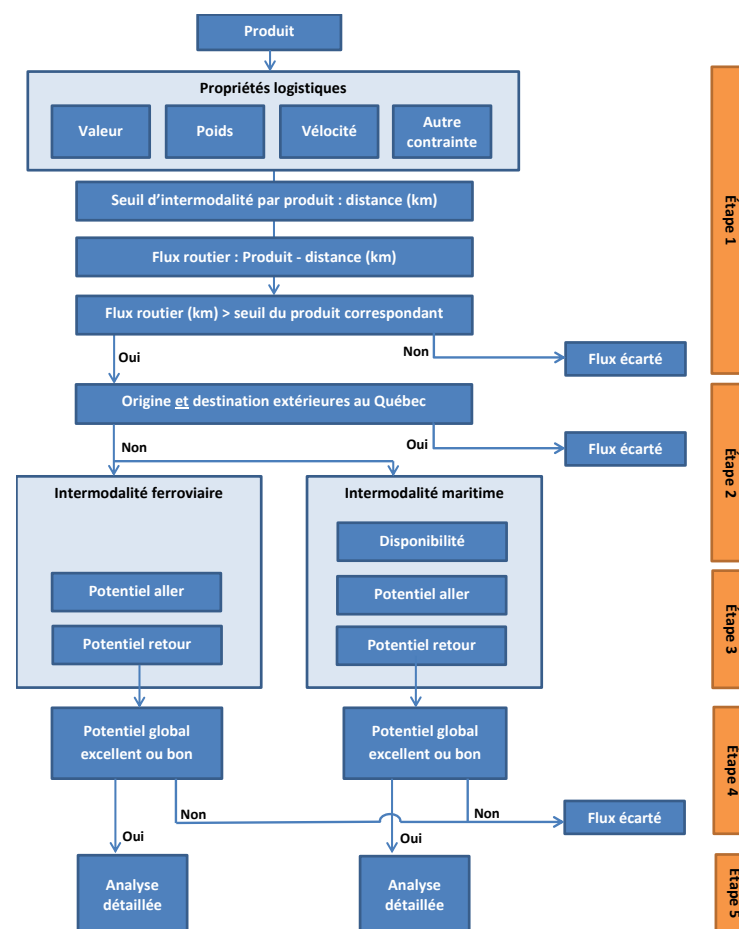 Produit
Propriétés logistiques
Valeur
Poids
Vélocité
Autre
contrainte
Seuil d'intermodalité par produit : distance (km)
Flux routier : Produit - distance (km)
Flux routier (km) > seuil du produit correspondant
Oui
Non
Flux écarté
Étape 1
Origine et destination extérieures au Québec
Non
Oui
Flux écarté
Intermodalité ferroviaire
Potentiel aller
Potentiel retour
Intermodalité maritime
Disponibilité
Potentiel aller
Potentiel retour
Étape 2
Étape 3
Potentiel global
excellent ou bon
Potentiel global
excellent ou bon
Non
Non
Flux écarté
Oui
Oui
Étape 4
Analyse
détaillée
Analyse
détaillée
Étape 5